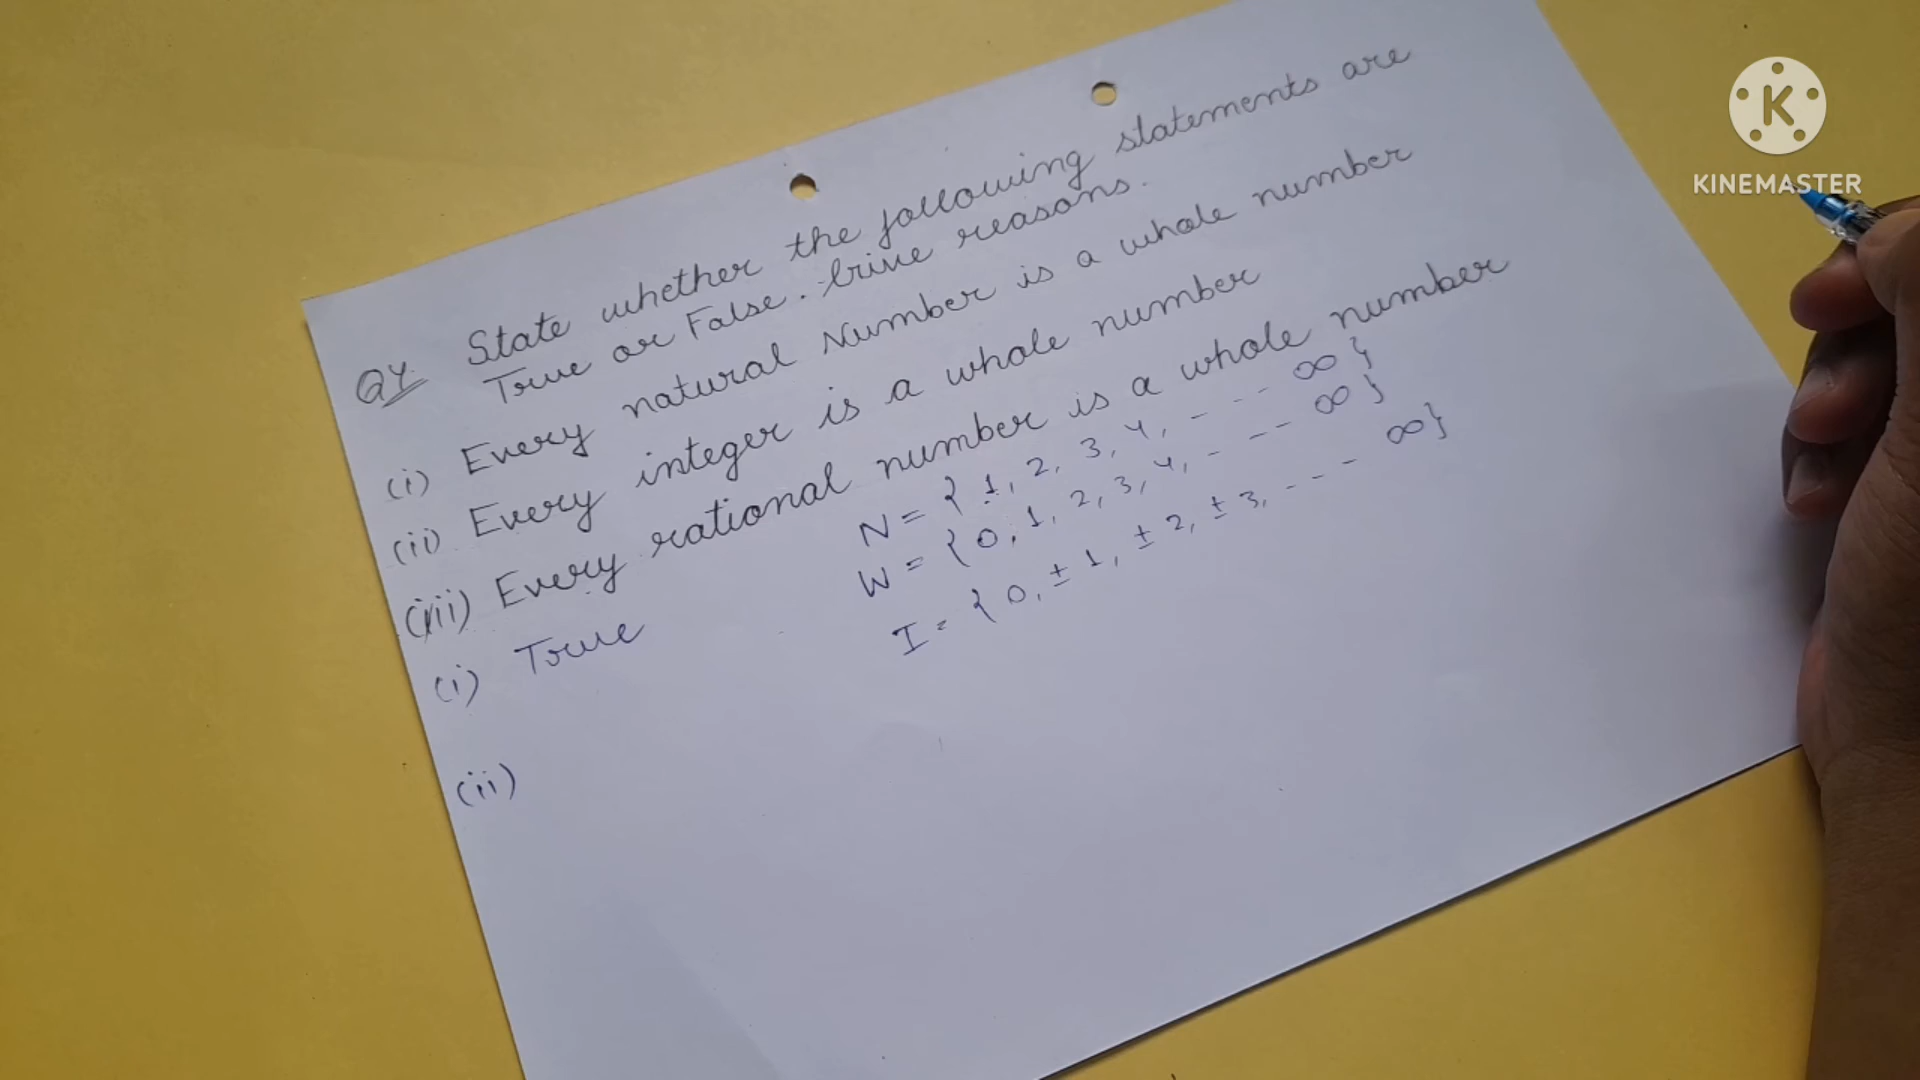 Q4. State whether the following statements are
True or False. Give reasons.
(i) Every natural Number is a whole number
(ii) Every integer is a whole number
(iii) Every rational number is a whole number
N = { 1, 2, 3, 4, - - - ∞ }
W = { 0, 1, 2, 3, 4, - - - ∞ }
I = { 0, ± 1, ± 2, ± 3, - - - ∞ }
(i) True
(ii)
KINEMASTER